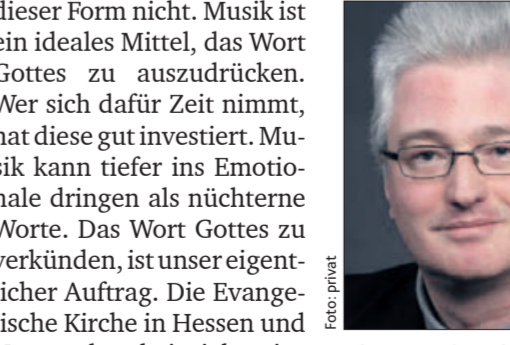 dieser Form nicht. Musik ist
ein ideales Mittel, das Wort
Gottes zu auszudrücken.
Wer sich dafür Zeit nimmt,
hat diese gut investiert. Mu-
sik kann tiefer ins Emotio-
nale dringen als nüchterne
Worte. Das Wort Gottes zu
verkünden, ist unser eigent-
licher Auftrag. Die Evange-
lische Kirche in Hessen und
Foto: privat